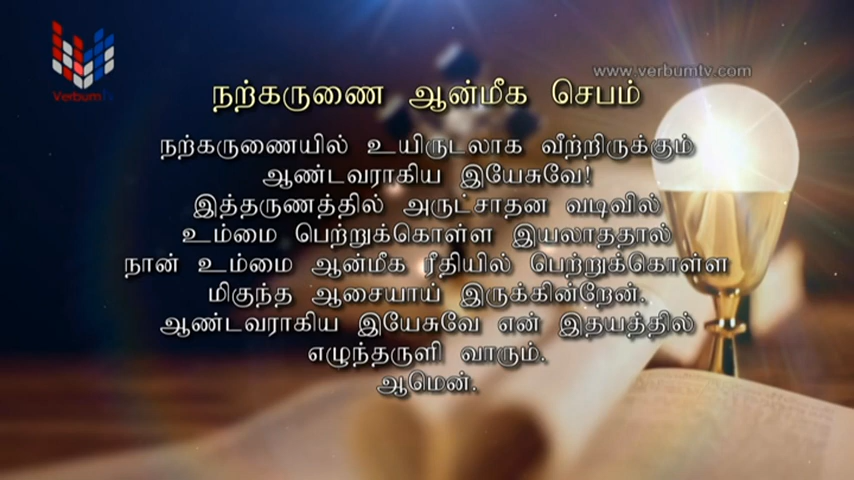 VerbumTv
www.verbumtv.com
நற்கருணை ஆன்மீக செபம்
நற்கருணையில் உயிருடலாக வீற்றிருக்கும்
ஆண்டவராகிய இயேசுவே!
இத்தருணத்தில் அருட்சாதன வடிவில்
உம்மை பெற்றுக்கொள்ள இயலாததால்
நான் உம்மை ஆன்மீக ரீதியில் பெற்றுக்கொள்ள
மிகுந்த ஆசையாய் இருக்கின்றேன்.
ஆண்டவராகிய இயேசுவே என் இதயத்தில்
எழுந்தருளி வாரும்.
ஆமென்.